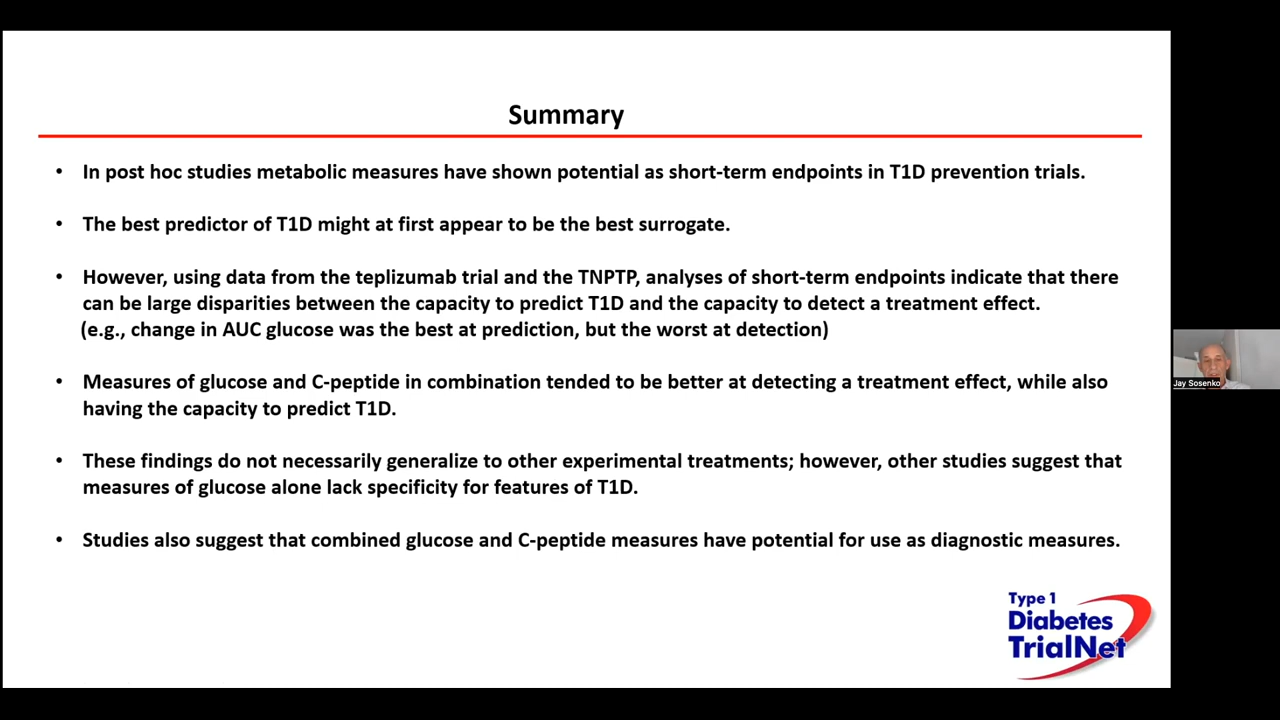 Summary
• In post hoc studies metabolic measures have shown potential as short-term endpoints in T1D prevention trials.
• The best predictor of T1D might at first appear to be the best surrogate.
• However, using data from the teplizumab trial and the TNPTP, analyses of short-term endpoints indicate that there
can be large disparities between the capacity to predict T1D and the capacity to detect a treatment effect.
(e.g., change in AUC glucose was the best at prediction, but the worst at detection)
• Measures of glucose and C-peptide in combination tended to be better at detecting a treatment effect, while also
having the capacity to predict T1D.
• These findings do not necessarily generalize to other experimental treatments; however, other studies suggest that
measures of glucose alone lack specificity for features of T1D.
• Studies also suggest that combined glucose and C-peptide measures have potential for use as diagnostic measures.
Type 1
Diabetes
TrialNet
Jay Sosenko